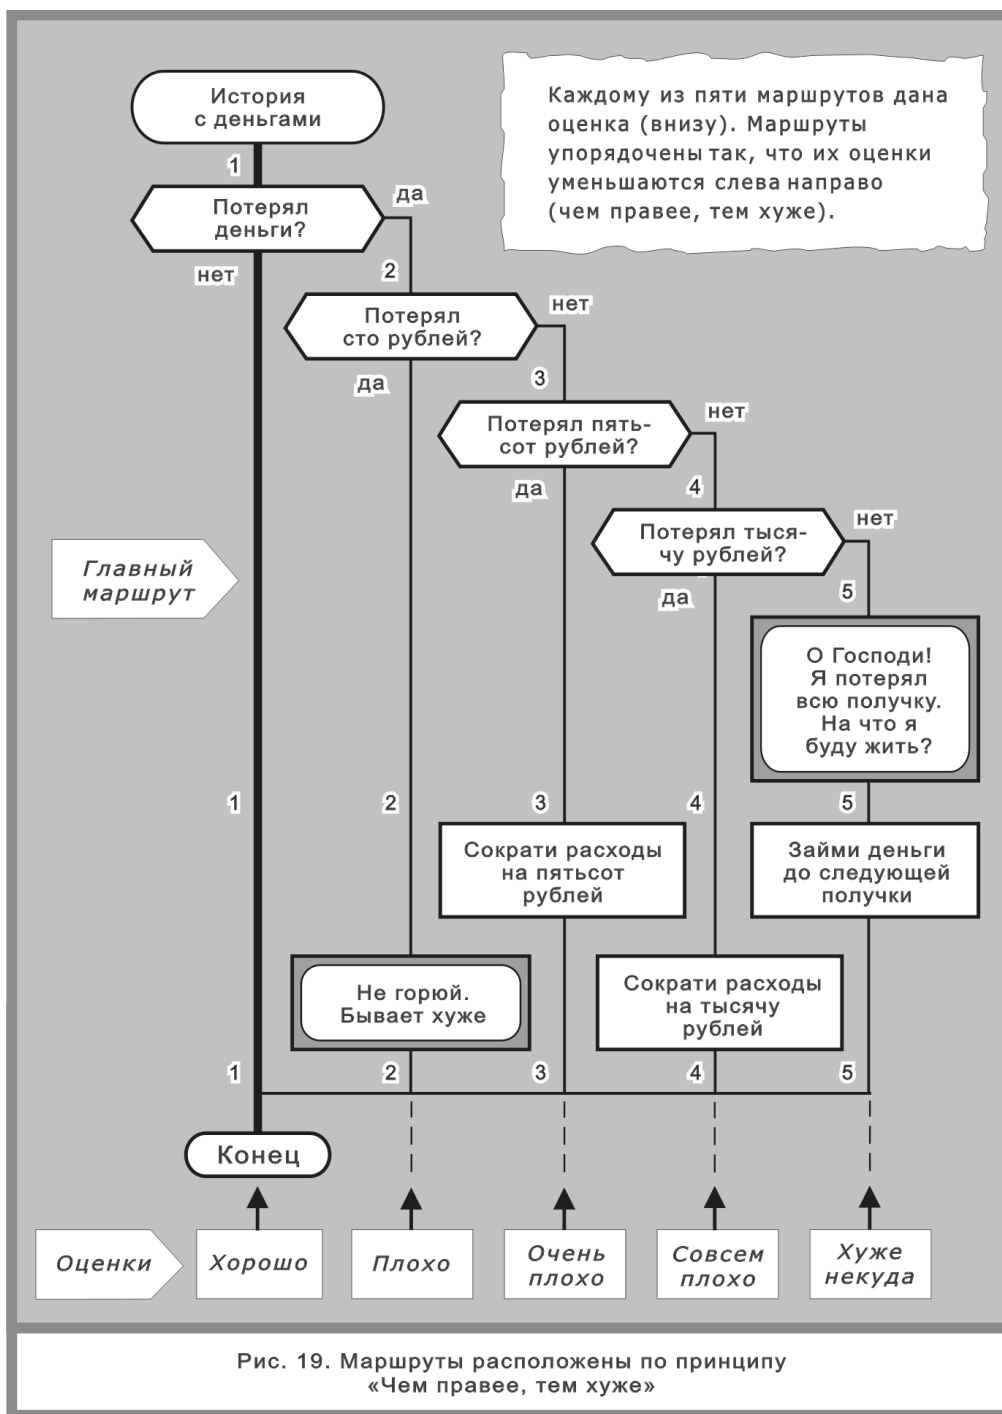 История
с деньгами
Каждому из пяти маршрутов дана
оценка (внизу). Маршруты
упорядочены так, что их оценки
уменьшаются слева направо
(чем правее, тем хуже).
1
Потерял
деньги?
да
нет
2
Потерял
сто рублей?
нет
да
3
Потерял пять-
сот рублей?
нет
да
4
Потерял тыся-
чу рублей?
нет
да
5
Главный
маршрут
О Господи!
Я потерял
всю получку.
На что я
буду жить?
1
2
3
4
5
Сократи расходы
на пятьсот
рублей
Займи деньги
до следующей
получки
Не горюй.
Бывает хуже
Сократи расходы
на тысячу
рублей
1
2
3
4
5
Конец
Оценки
Хорошо
Плохо
Очень
плохо
Совсем
плохо
Хуже
некуда
Рис. 19. Маршруты расположены по принципу
«Чем правее, тем хуже»